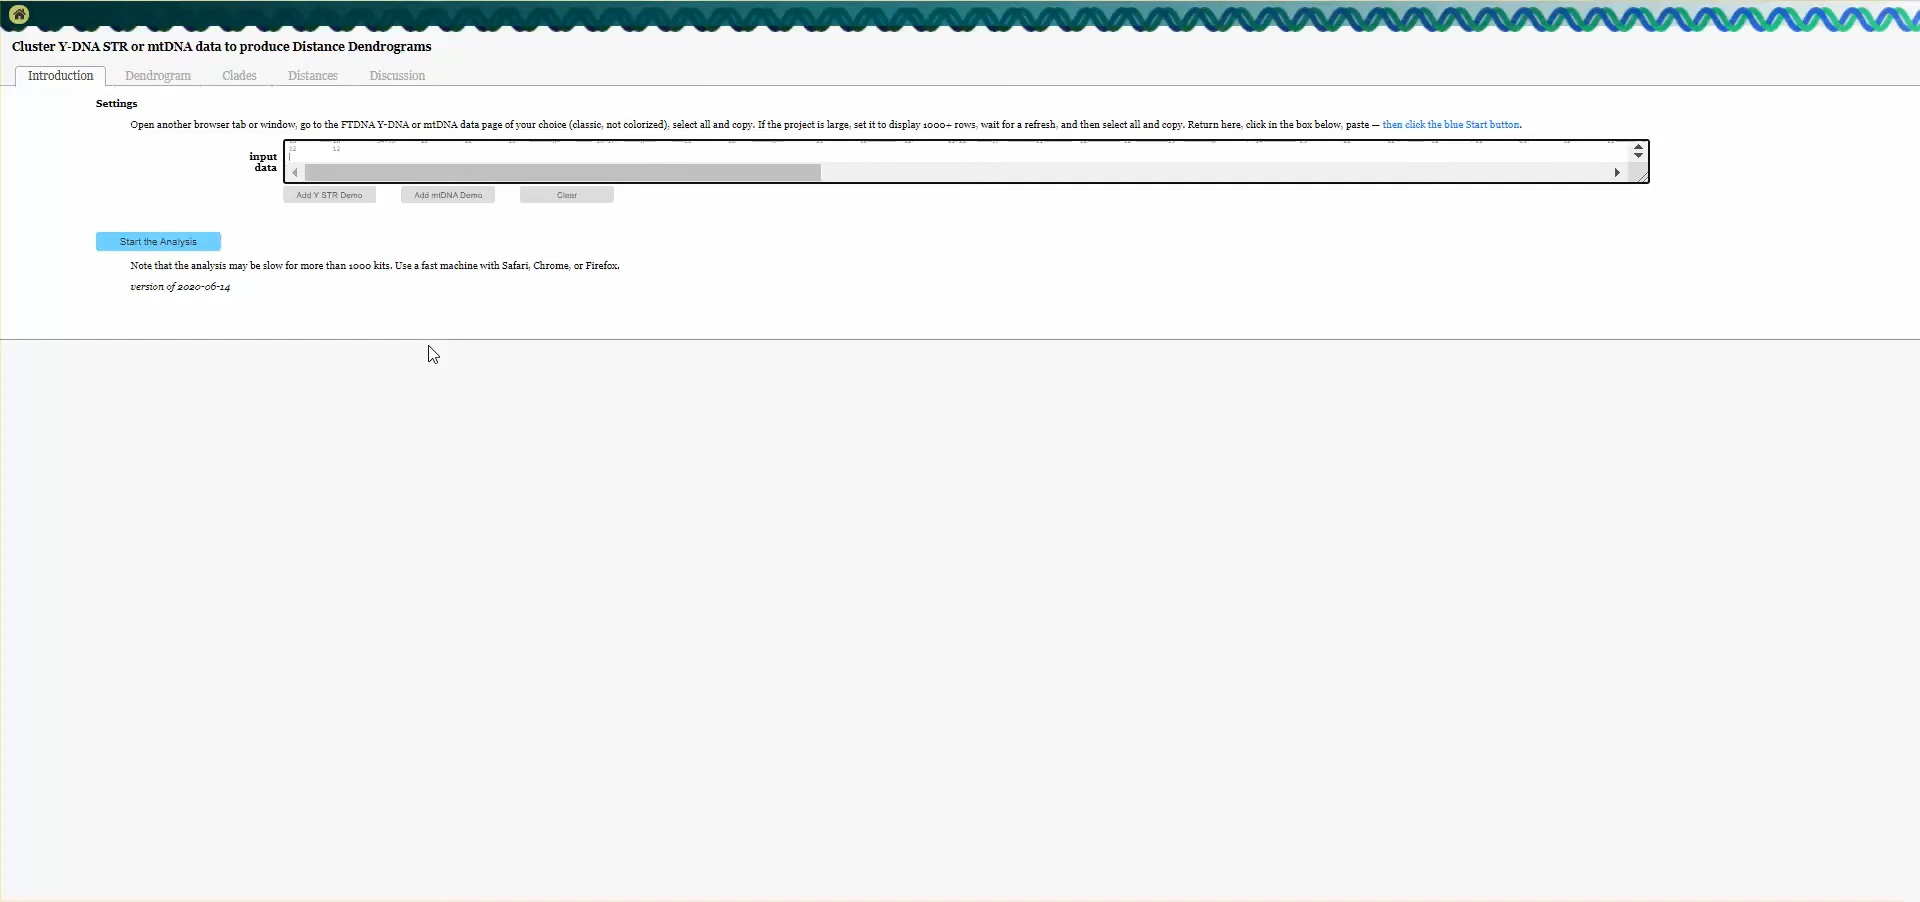 Cluster Y-DNA STR or mtDNA data to produce Distance Dendrograms
Introduction Dendrogram Clades Distances Discussion
Settings
Open another browser tab or window, go to the FTDNA Y-DNA or mtDNA data page of your choice (classic, not colorized), select all and copy. If the project is large, set it to display 1000+ rows, wait for a refresh, and then select all and copy. Return here, click in the box below, paste — then click the blue Start button.
input
data
12 12
Add Y STR Demo Add mtDNA Demo Clear
Start the Analysis
Note that the analysis may be slow for more than 1000 kits. Use a fast machine with Safari, Chrome, or Firefox.
version of 2020-06-14